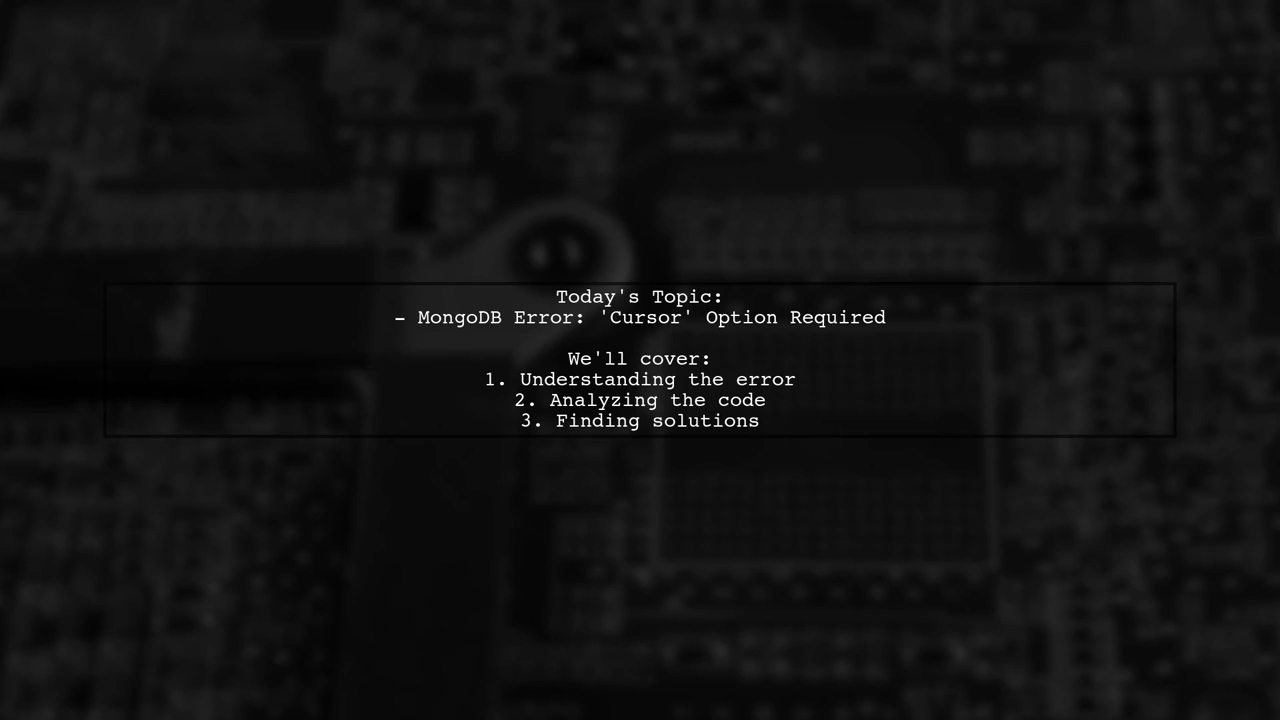 Today's Topic:
- MongoDB Error: 'Cursor' Option Required
We'll cover:
1. Understanding the error
2. Analyzing the code
3. Finding solutions